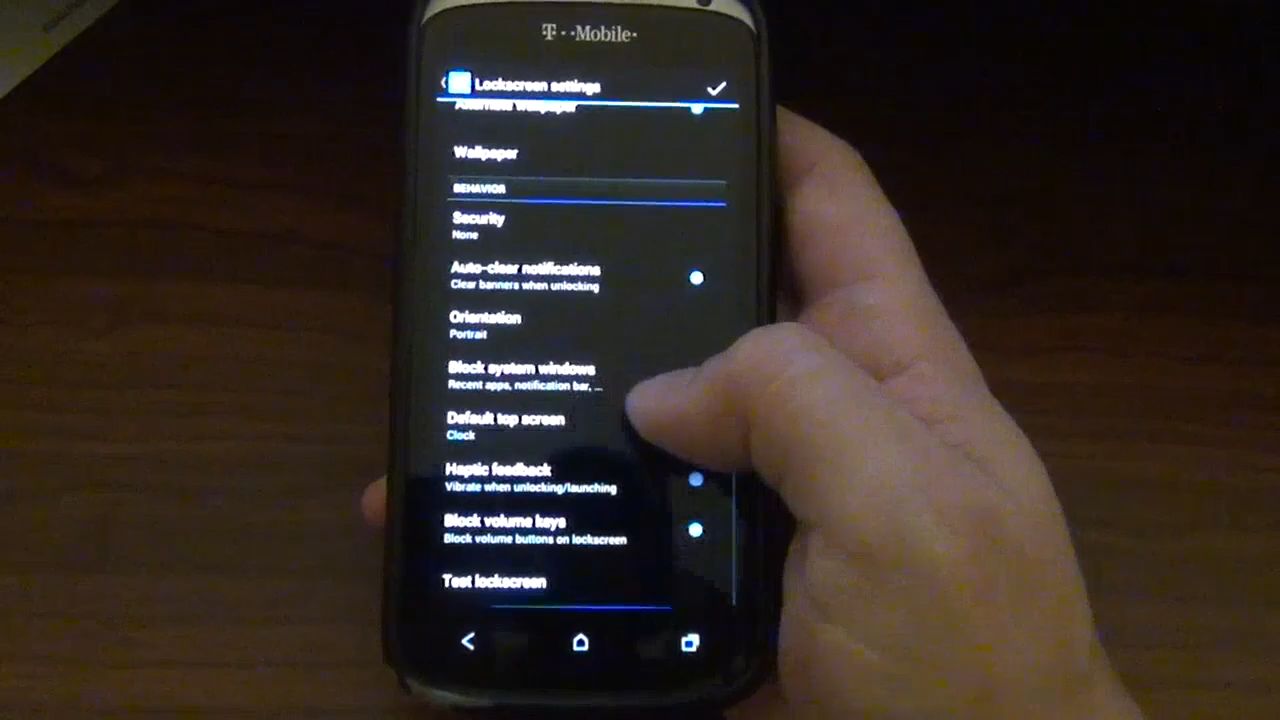 T··Mobile·
Lockscreen settings
Wallpaper
BEHAVIOR
Security
None
Auto-clear notifications
Clear banners when unlocking
Orientation
Portrait
Block system windows
Recent apps, notification bar, ...
Default top screen
Clock
Haptic feedback
Vibrate when unlocking/launching
Block volume keys
Block volume buttons on lockscreen
Test lockscreen